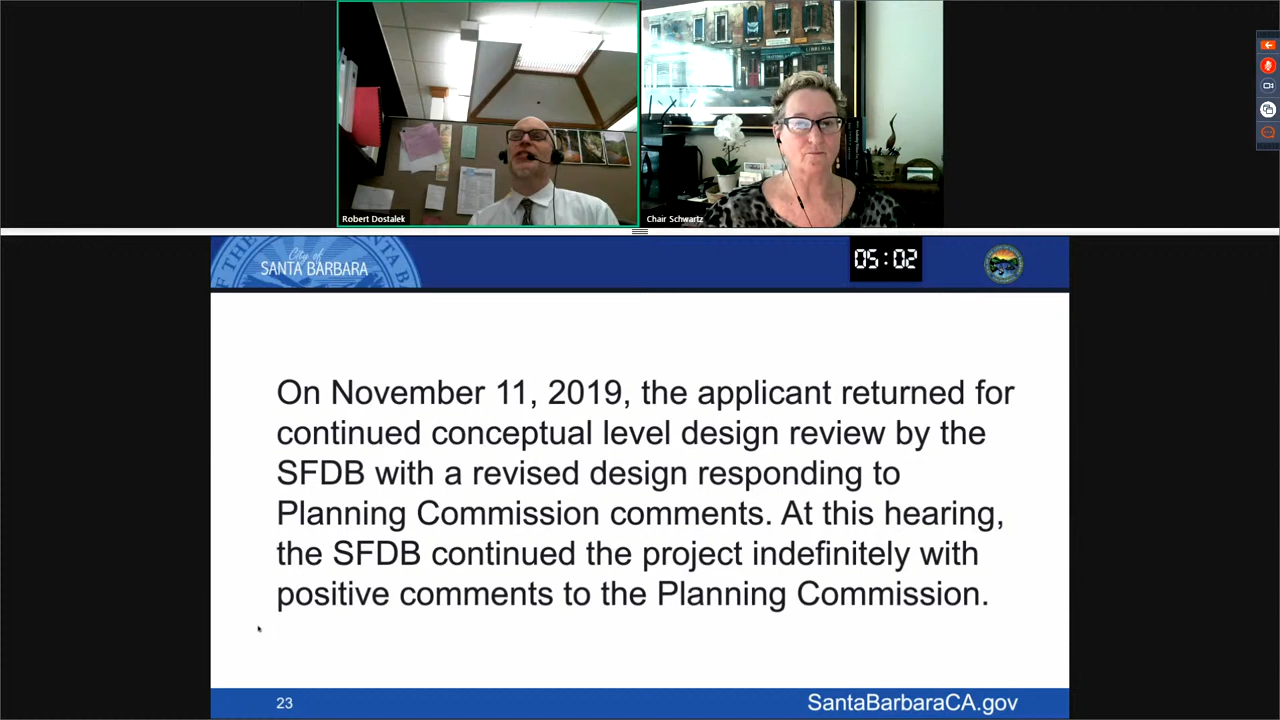 LIBRERIA
Robert Dostalek
Chair Schwartz
City of
SANTA BARBARA
05:02
On November 11, 2019, the applicant returned for
continued conceptual level design review by the
SFDB with a revised design responding to
Planning Commission comments. At this hearing,
the SFDB continued the project indefinitely with
positive comments to the Planning Commission.
23
SantaBarbaraCA.gov